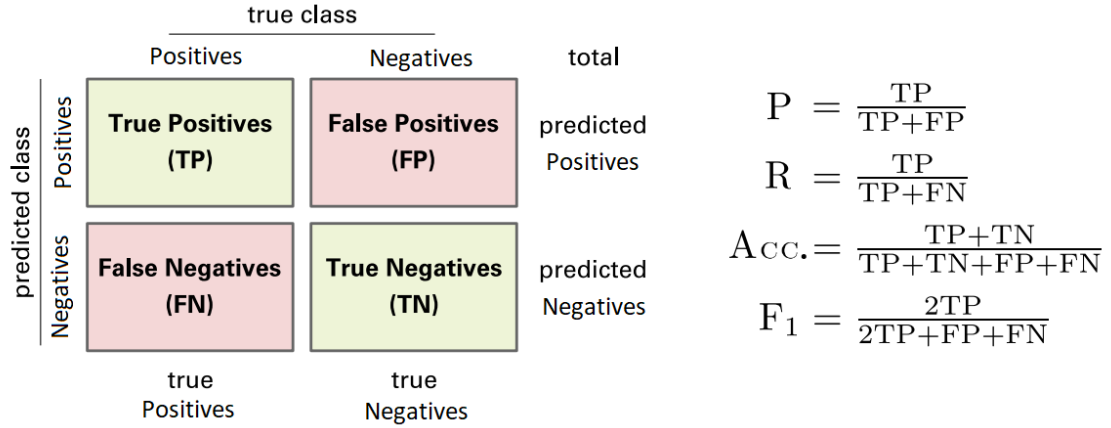 true class
Positives Negatives total
predicted class
Positives
True Positives
(TP)
False Positives
(FP)
predicted
Positives
Negatives
False Negatives
(FN)
True Negatives
(TN)
predicted
Negatives
true
Positives
true
Negatives
P = TP / TP+FP
R = TP / TP+FN
Acc.= TP+TN / TP+TN+FP+FN
F₁ = 2TP / 2TP+FP+FN